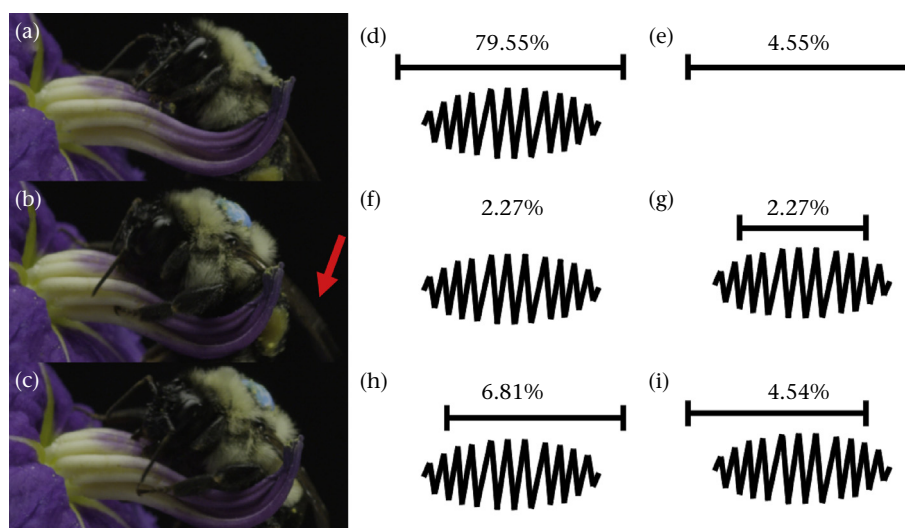 (a)
(d)
79.55%
(e)
4.55%
(b)
(f)
2.27%
(g)
2.27%
(c)
(h)
6.81%
(i)
4.54%